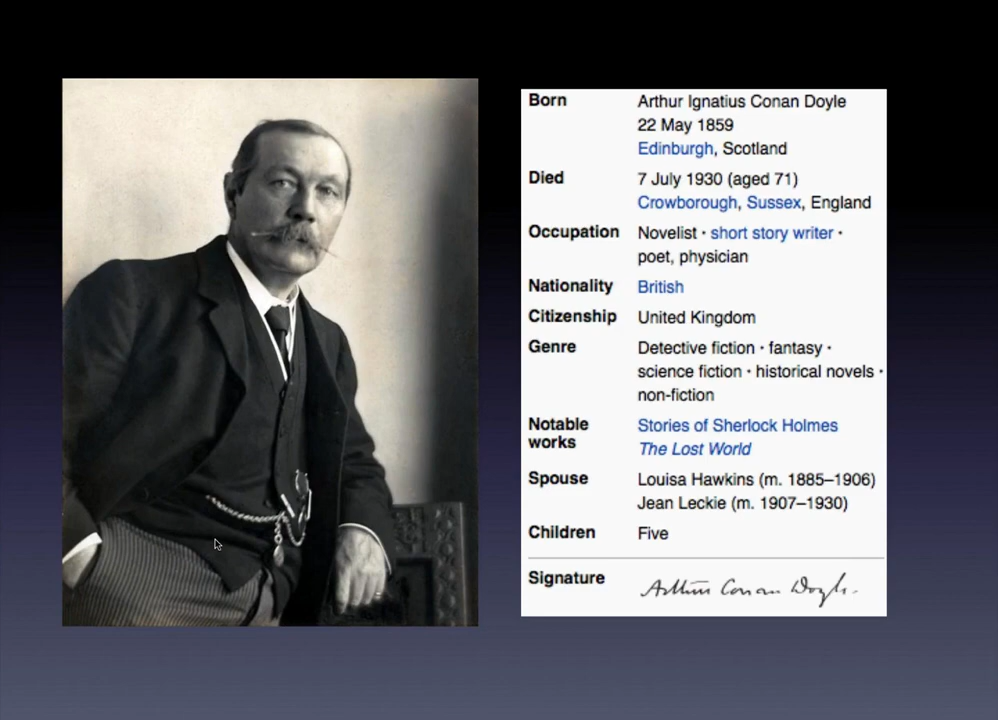 Born Arthur Ignatius Conan Doyle
22 May 1859
Edinburgh, Scotland
Died 7 July 1930 (aged 71)
Crowborough, Sussex, England
Occupation Novelist · short story writer ·
poet, physician
Nationality British
Citizenship United Kingdom
Genre Detective fiction · fantasy ·
science fiction · historical novels ·
non-fiction
Notable works Stories of Sherlock Holmes
The Lost World
Spouse Louisa Hawkins (m. 1885–1906)
Jean Leckie (m. 1907–1930)
Children Five
Signature Arthur Conan Doyle.